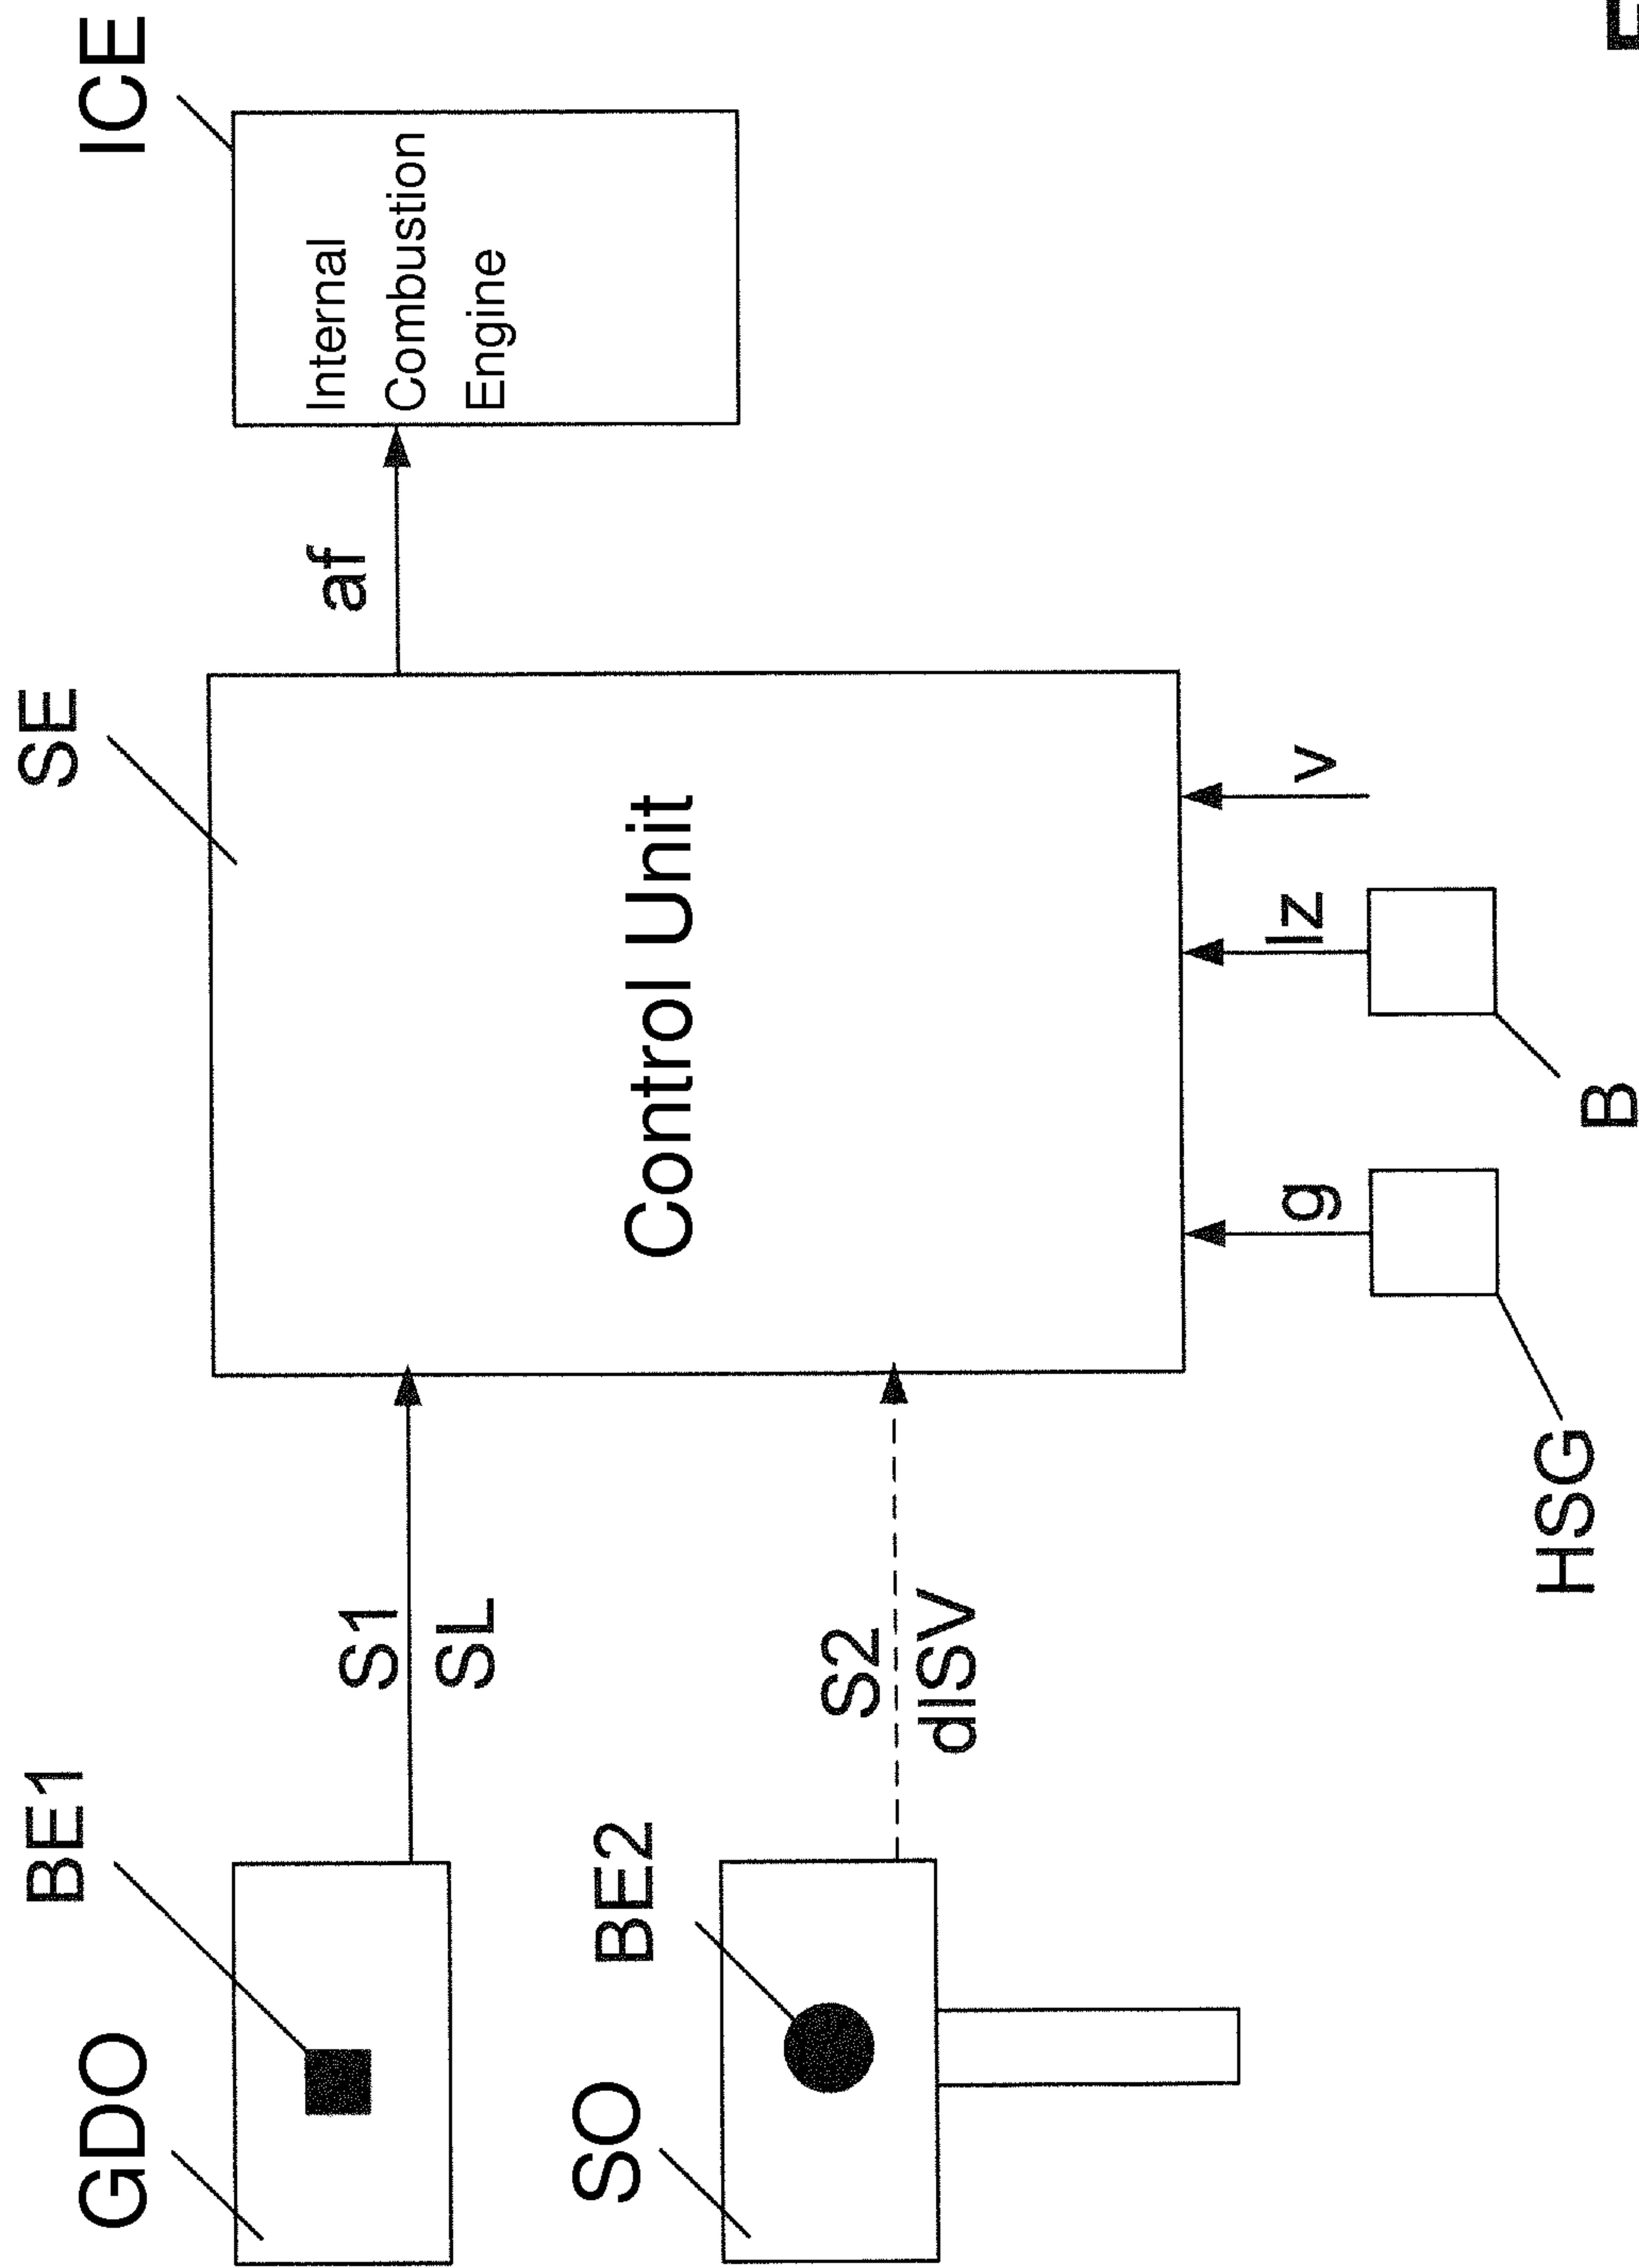 BE1
SE
GDO
ICE
Internal
af
S1
Combustion
SL
Engine
SO
BE2
Control Unit
S2
dISV
g
lz
v
HSG
B